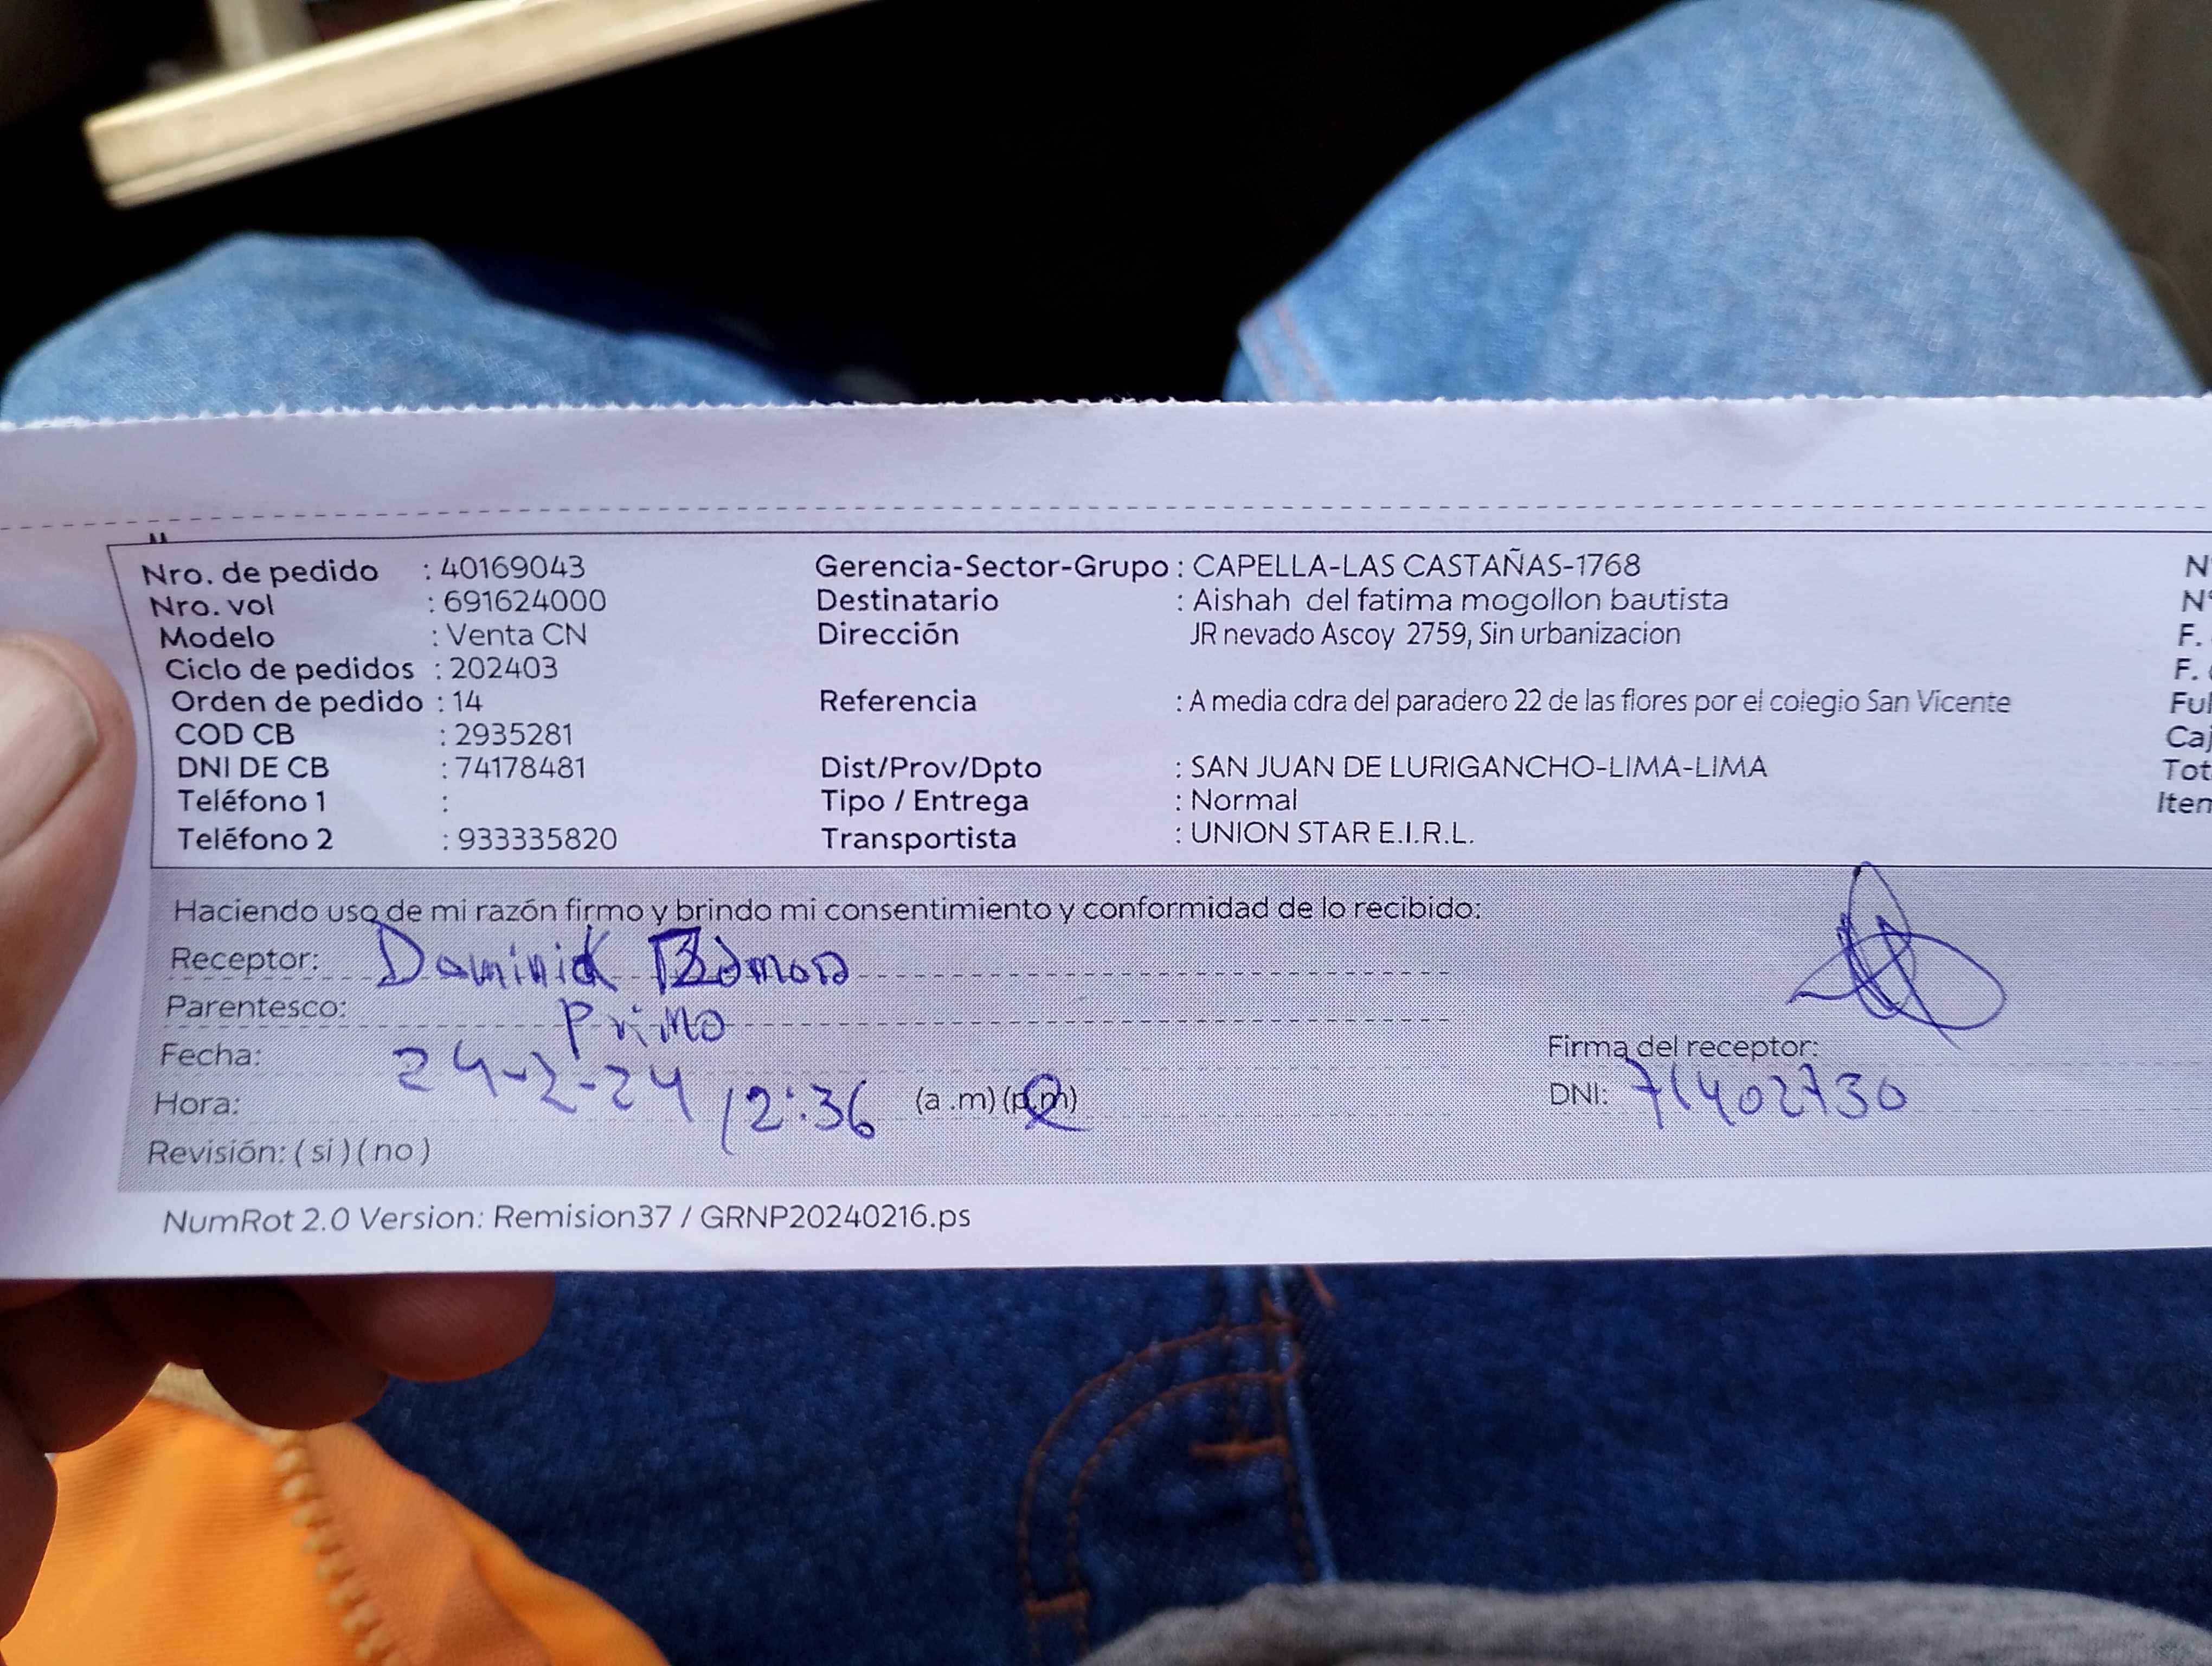 Nro. de pedido : 40169043
Nro. vol : 691624000
Modelo : Venta CN
Ciclo de pedidos : 202403
Orden de pedido : 14
COD CB : 2935281
DNI DE CB : 74178481
Teléfono 1 :
Teléfono 2 : 933335820
Gerencia-Sector-Grupo : CAPELLA-LAS CASTAÑAS-1768
Destinatario : Aishah del fatima mogollon bautista
Dirección JR nevado Ascoy 2759, Sin urbanizacion
Referencia : A media cdra del paradero 22 de las flores por el colegio San Vicente
Dist/Prov/Dpto : SAN JUAN DE LURIGANCHO-LIMA-LIMA
Tipo / Entrega : Normal
Transportista : UNION STAR E.I.R.L.
N
N°
F.
F.
Ful
Caj
Tot
Item
Haciendo uso de mi razón firmo y brindo mi consentimiento y conformidad de lo recibido:
Receptor: Dominick
Parentesco: Primo
Fecha: 24-2-24
Hora: 12:36 (a .m) (p.m)
Revisión: ( si ) ( no )
Firma del receptor:
DNI: 71402730
NumRot 2.0 Version: Remision37 / GRNP20240216.ps